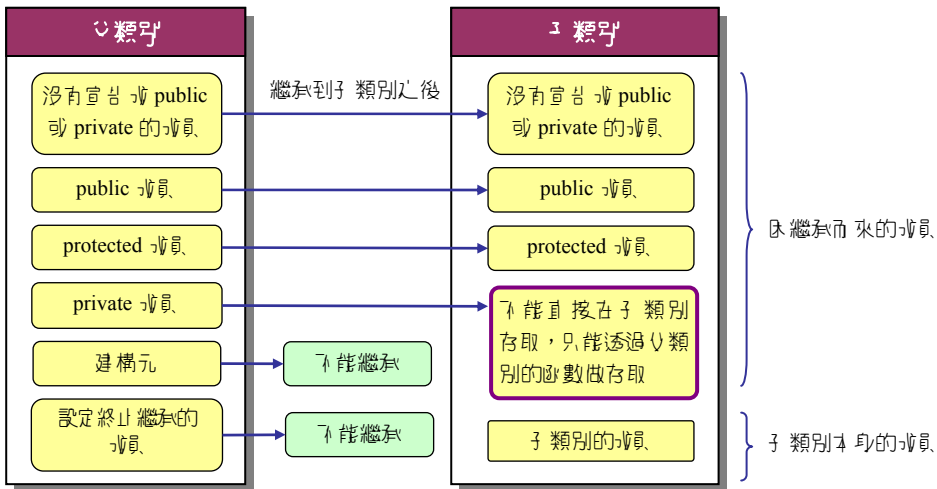 父類別
子類別
沒有宣告成 public
或 private 的成員
繼承到子類別之後
沒有宣告成 public
或 private 的成員
public 成員
public 成員
protected 成員
protected 成員
因繼承而來的成員
private 成員
不能直接在子類別
存取，只能透過父類
別的函數做存取
建構元
不能繼承
設定終止繼承的
成員
不能繼承
子類別的成員
子類別本身的成員